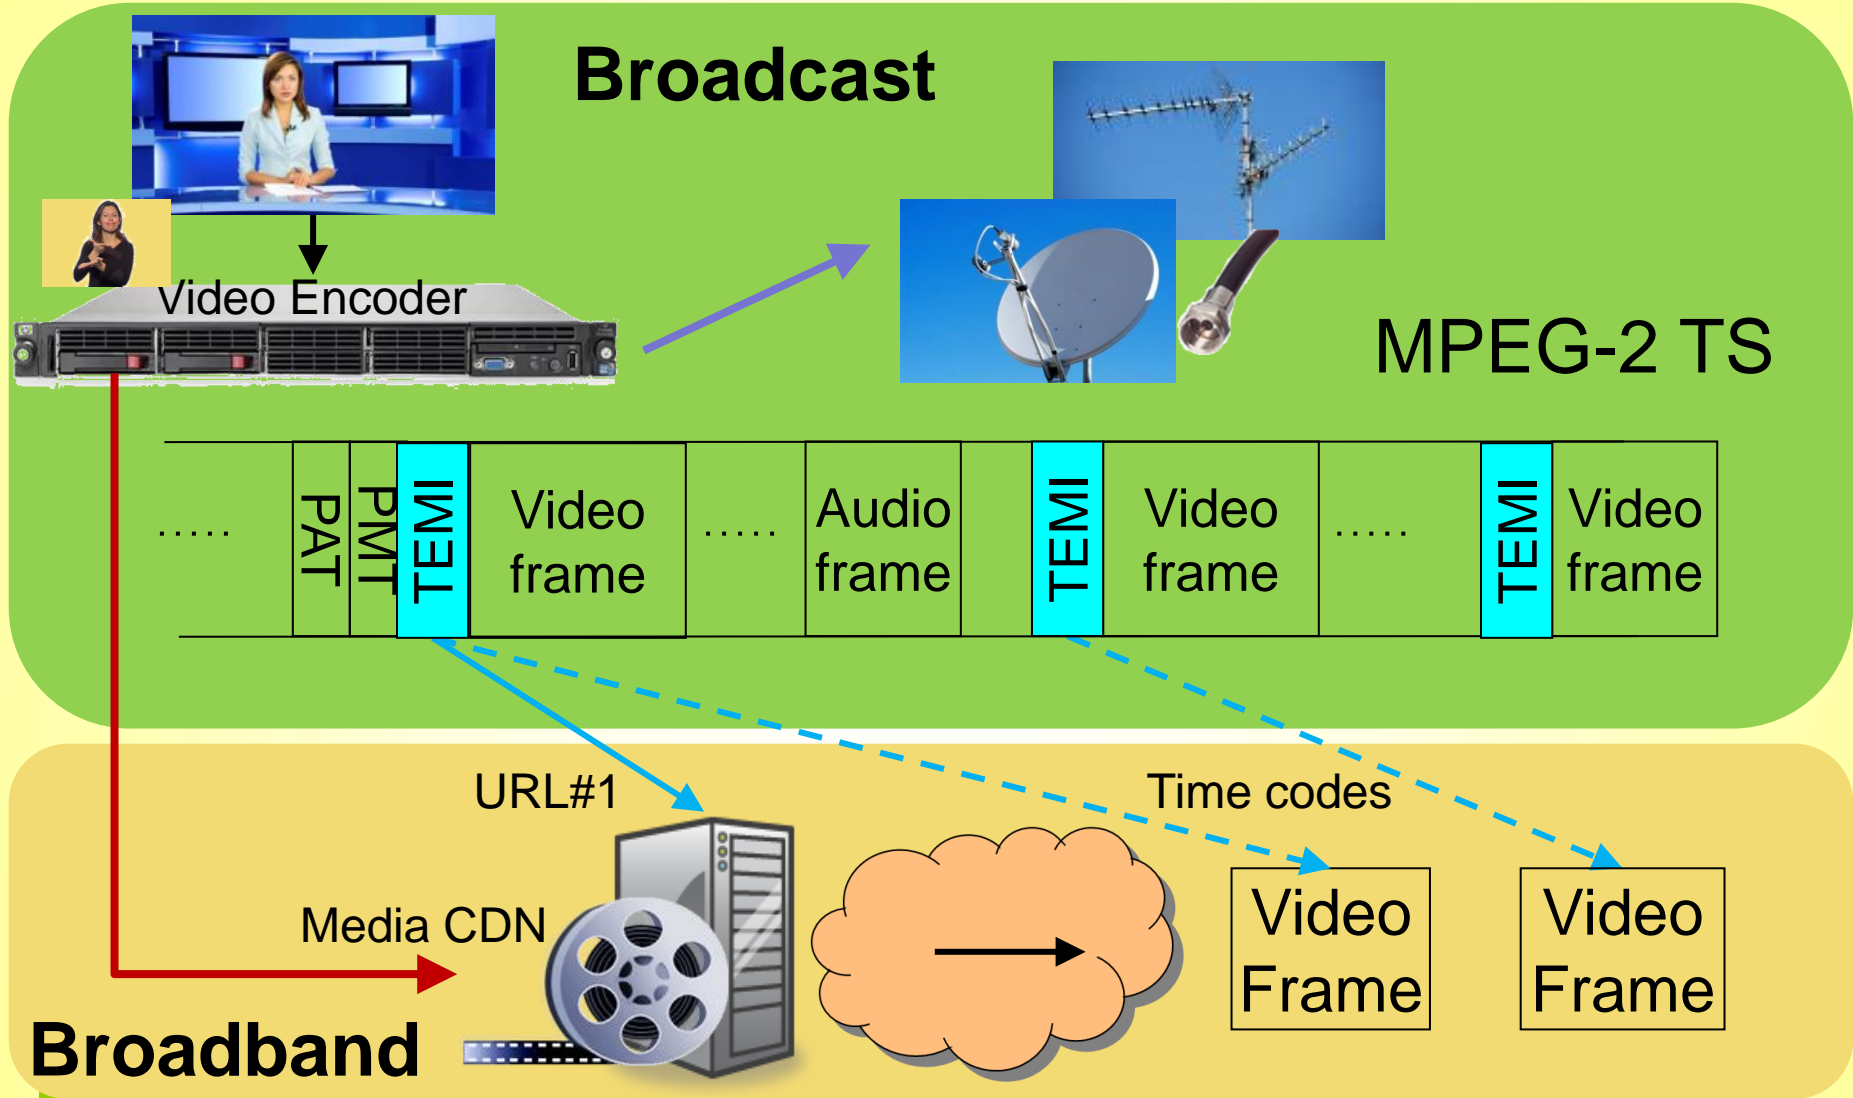 Broadcast
Video Encoder
MPEG-2 TS
..... PAT PMT TEMI Video frame ..... Audio frame TEMI Video frame ..... TEMI Video frame
URL#1
Time codes
Media CDN
Video Frame
Video Frame
Broadband